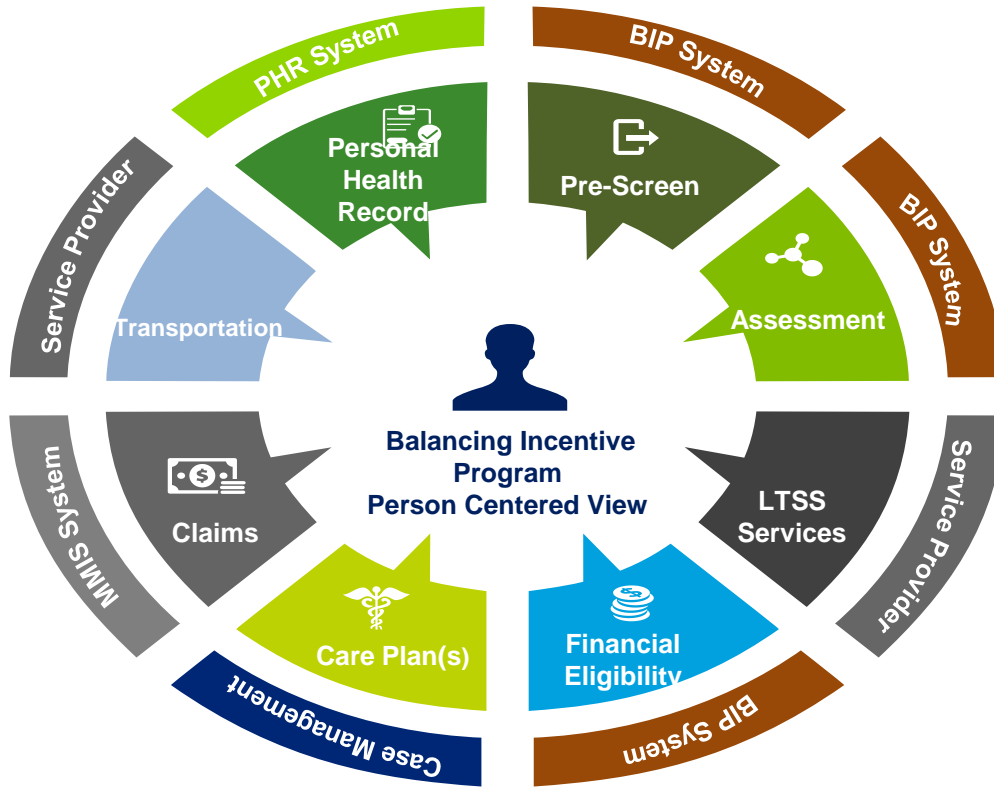 PHR System
BIP System
Personal
Health
Record
Pre-Screen
Service Provider
BIP System
Transportation
Assessment
Balancing Incentive
Program
Person Centered View
MMIS System
Claims
LTSS
Services
Service Provider
Care Plan(s)
Financial
Eligibility
Case Management
BIP System